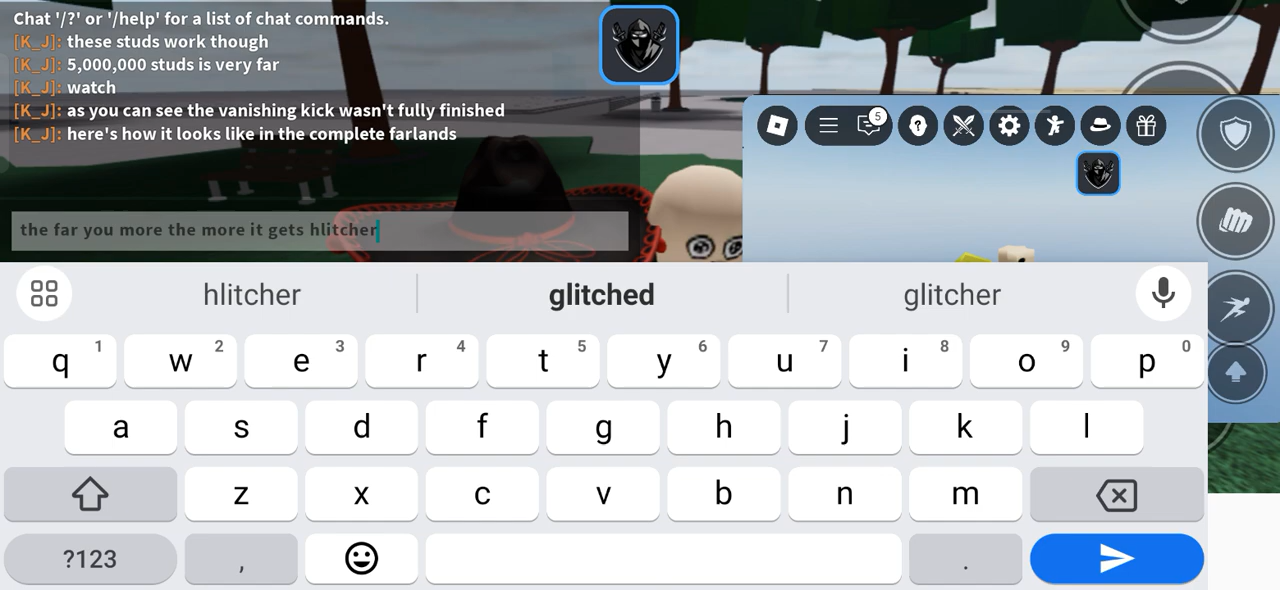 Chat '/?' or '/help' for a list of chat commands.
[K_J]: these studs work though
[K_J]: 5,000,000 studs is very far
[K_J]: watch
[K_J]: as you can see the vanishing kick wasn't fully finished
[K_J]: here's how it looks like in the complete farlands
5
the far you more the more it gets hlitcher
hlitcher glitched glitcher
q 1 w 2 e 3 r 4 t 5 y 6 u 7 i 8 o 9 p 0
a s d f g h j k l
z x c v b n m
?123 , .